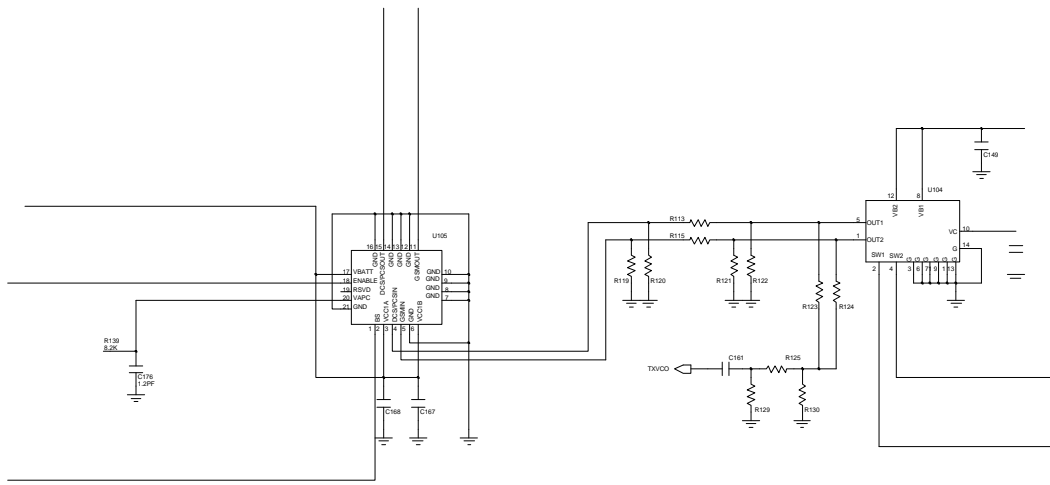 C149
12
8
U104
VB2
VB1
5
OUT1
VC
10
1
OUT2
14
G
SW1
SW2
G
G
G
G
G
G
2
4
3
6
7
9
1
13
R113
R115
R119
R120
R121
R122
R123
R124
U105
16
15
14
13
12
11
GND
DCS/PCSOUT
GND
GND
GND
GSMOUT
17
VBATT
18
ENABLE
19
RSVD
20
VAPC
21
GND
GND
10
GND
9
GND
8
GND
7
BS
VCC1A
DCS/PCSIN
GSMIN
GND
VCC1B
1
2
3
4
5
6
R139
8.2K
C176
1.2PF
C168
C167
TXVCO
C161
R125
R129
R130